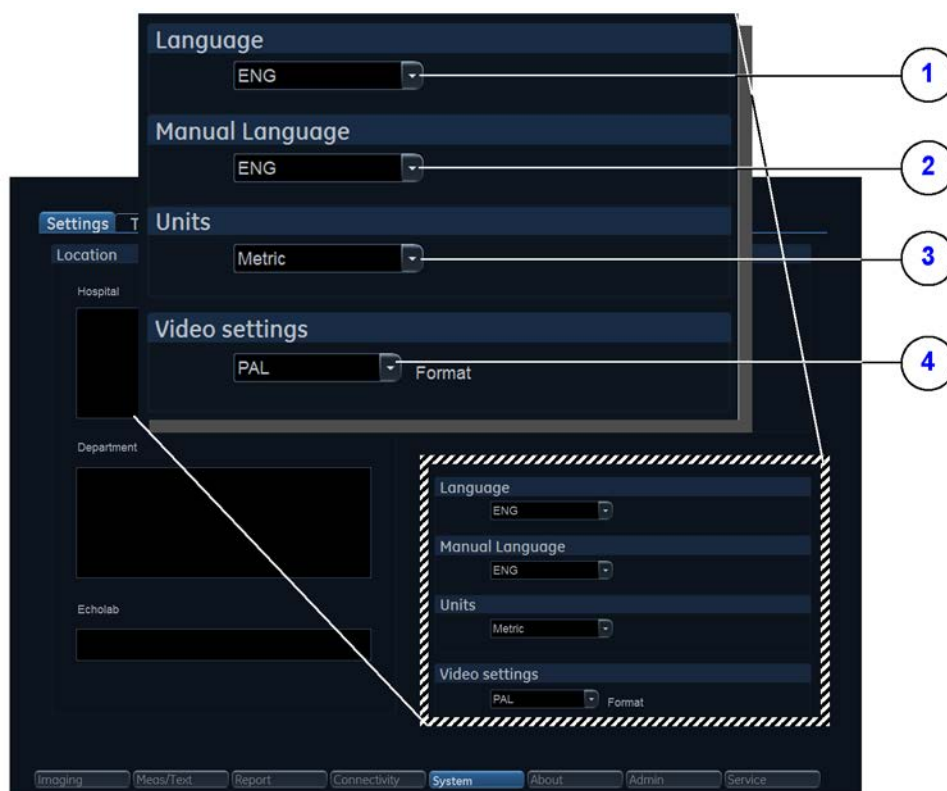 Language
ENG
1
Manual Language
ENG
2
Units
Metric
3
Video settings
PAL
Format
4
Settings T
Location
Hospital
Department
Echolab
Language
ENG
Manual Language
ENG
Units
Metric
Video settings
PAL
Format
Imaging Meas/Text Report Connectivity System About Admin Service